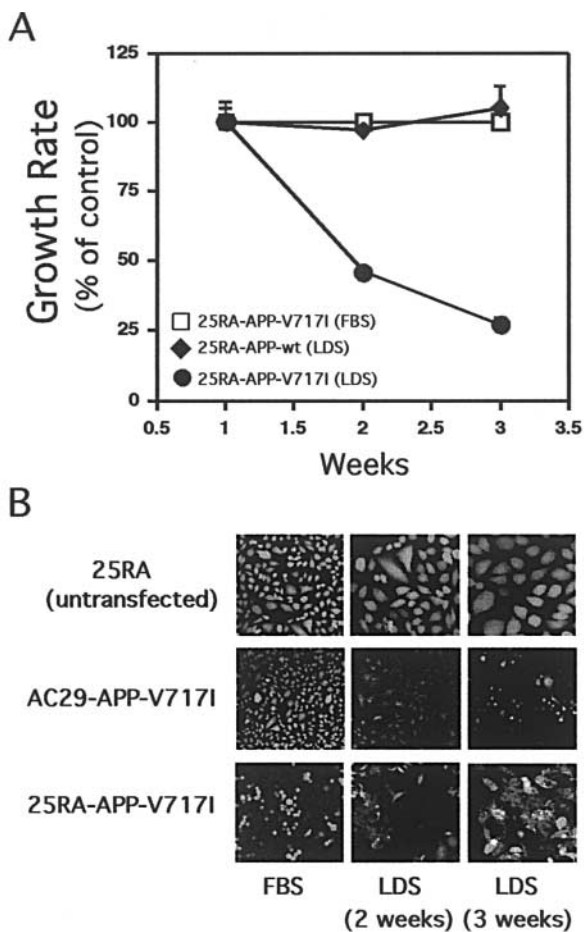 A
125
100
75
50
25
0
Growth Rate
(% of control)
25RA-APP-V717I (FBS)
25RA-APP-wt (LDS)
25RA-APP-V717I (LDS)
0.5 1 1.5 2 2.5 3 3.5
Weeks
B
25RA
(untransfected)
AC29-APP-V717I
25RA-APP-V717I
FBS LDS LDS
(2 weeks) (3 weeks)